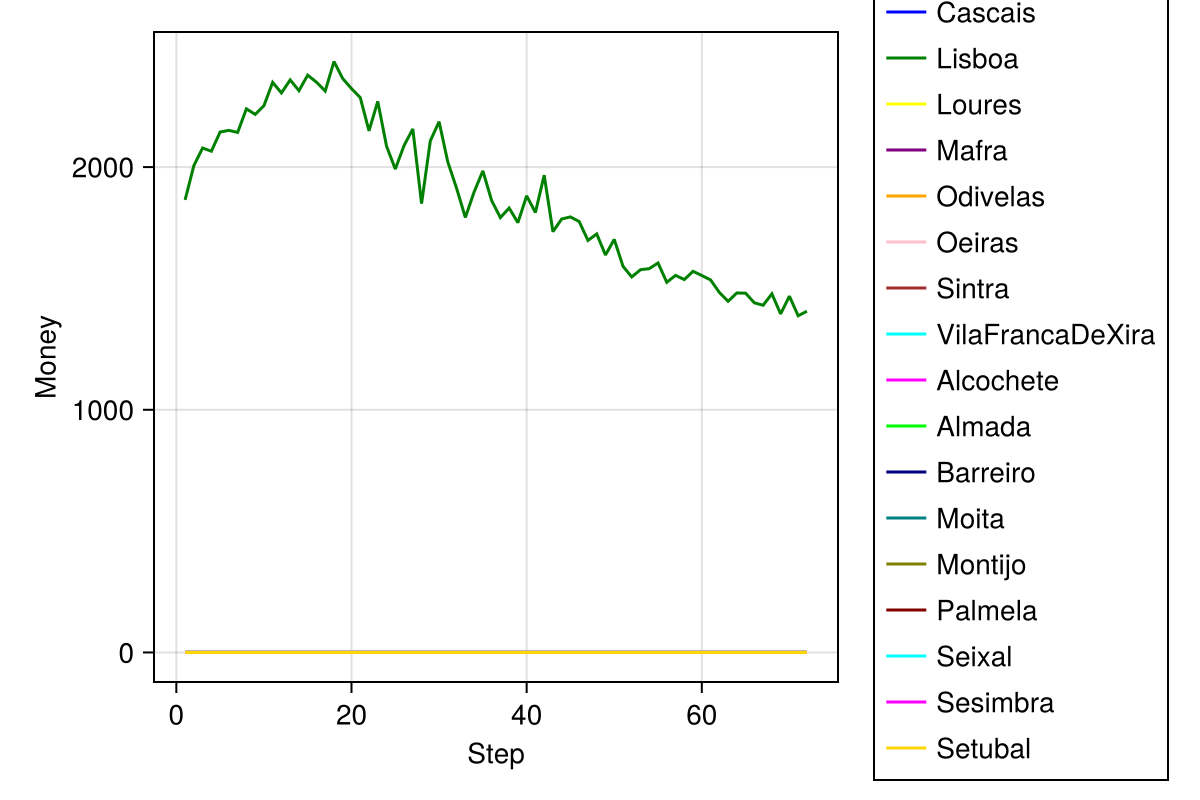 Cascais
Lisboa
Loures
Mafra
Odivelas
Oeiras
Sintra
VilaFrancaDeXira
Alcochete
Almada
Barreiro
Moita
Montijo
Palmela
Seixal
Sesimbra
Setubal
2000
1000
0
Money
0 20 40 60
Step